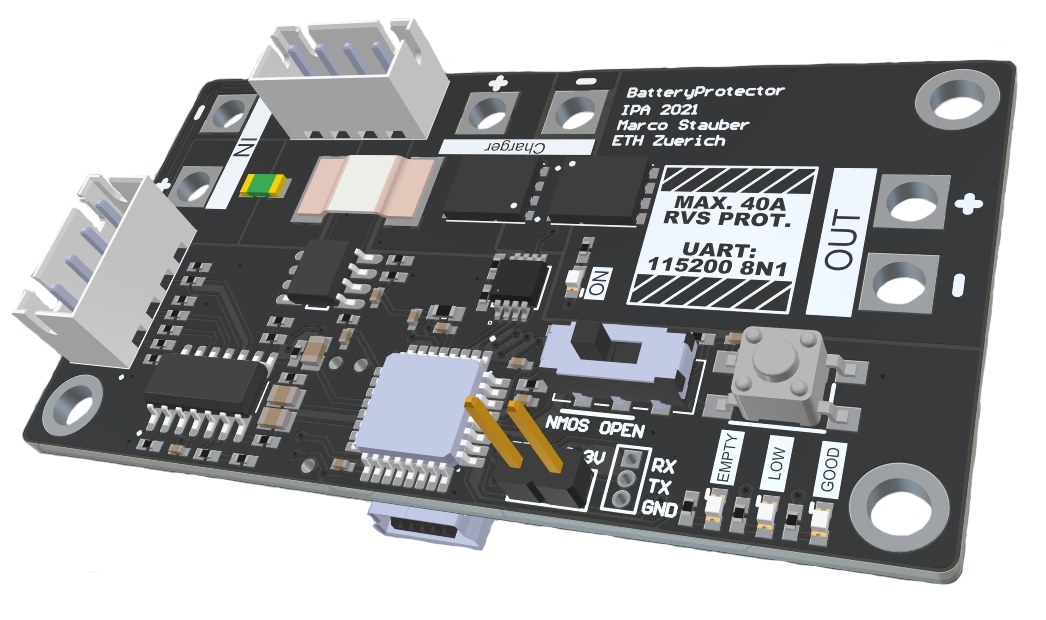 BatteryProtector
IPA 2021
Marco Stauber
ETH Zuerich
+
-
-
IN
+
Charger
MAX. 40A
RVS PROT.
UART:
115200 8N1
OUT
+
-
ON
NMOS OPEN
3V
RX
TX
GND
EMPTY
LOW
GOOD